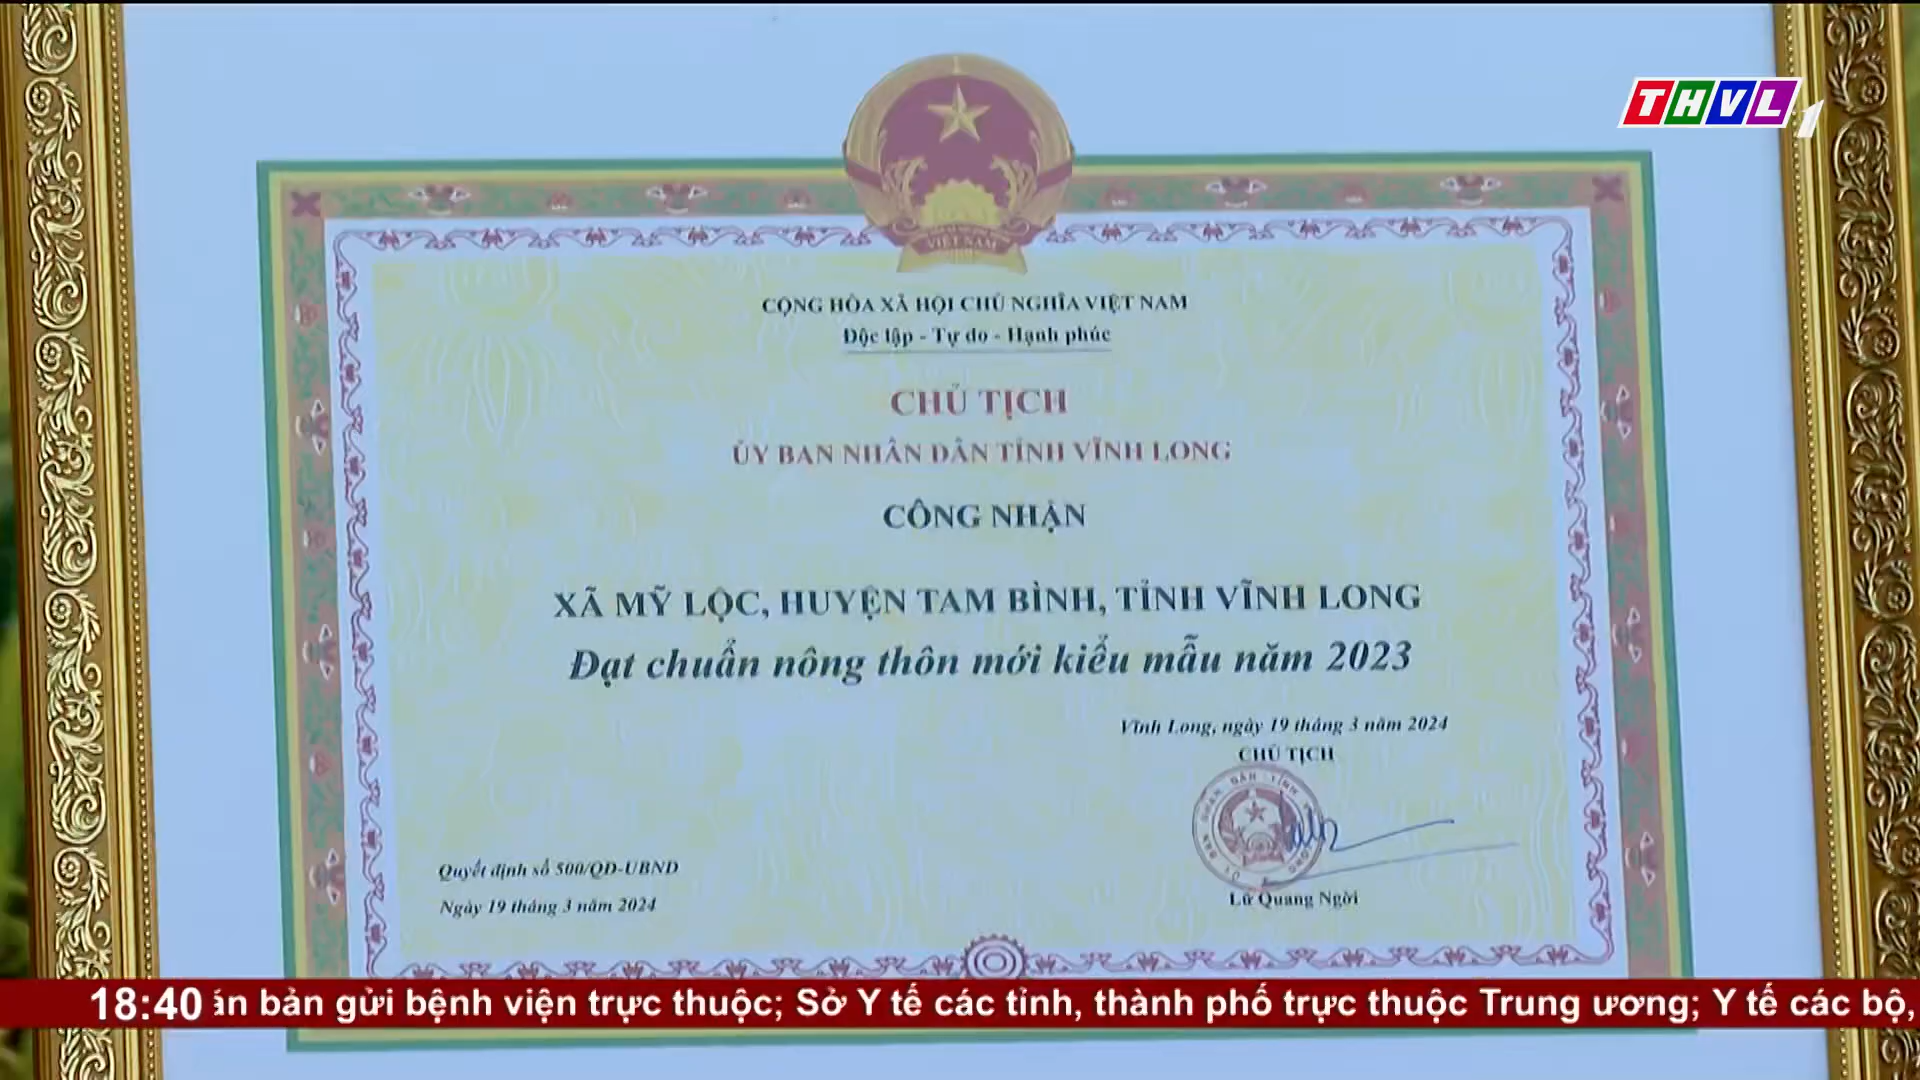 THVL1
VIỆT NAM
CỘNG HÒA XÃ HỘI CHỦ NGHĨA VIỆT NAM
Độc lập - Tự do - Hạnh phúc
CHỦ TỊCH
ỦY BAN NHÂN DÂN TỈNH VĨNH LONG
CÔNG NHẬN
XÃ MỸ LỘC, HUYỆN TAM BÌNH, TỈNH VĨNH LONG
Đạt chuẩn nông thôn mới kiểu mẫu năm 2023
Vĩnh Long, ngày 19 tháng 3 năm 2024
CHỦ TỊCH
Lữ Quang Ngời
Quyết định số 500/QĐ-UBND
Ngày 19 tháng 3 năm 2024
18:40 bản gửi bệnh viện trực thuộc; Sở Y tế các tỉnh, thành phố trực thuộc Trung ương; Y tế các bộ,